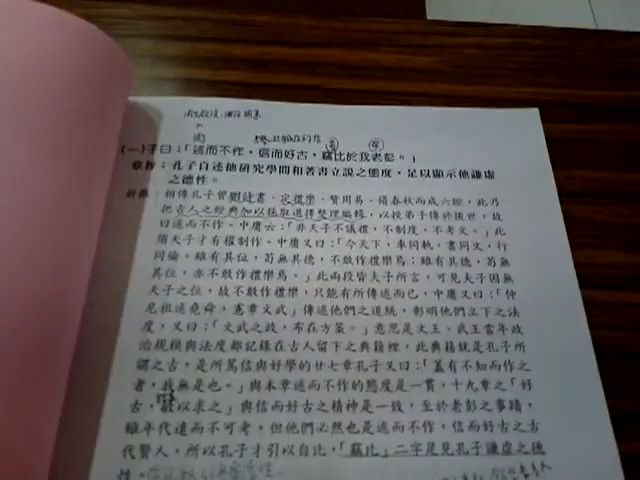 (一)子曰:「述而不作,信而好古,竊比於我老彭。」
章旨:孔子自述他研究學問和著書立說之態度,足以顯示他謙虛
之德性。
析義:相傳孔子曾刪詩書、定禮樂、贊周易、脩春秋而成六經,此乃
把古人之經典加以採取選擇整理編輯,以授弟子傳於後世,故
曰述而不作。中庸云:「非天子不議禮,不制度,不考文。」此
須天子才有權制作。中庸又曰:「今天下,車同軌,書同文,行
同倫。雖有其位,苟無其德,不敢作禮樂焉;雖有其德,苟無
其位,亦不敢作禮樂焉。」此兩段皆夫子所言,可見夫子因無
天子之位,故不敢作禮樂,只能有所傳述而已,中庸又曰:「仲
尼祖述堯舜,憲章文武」傳述他們之道統,彰明他們立下之法
度,又曰:「文武之政,布在方策。」意思是文王、武王當年政
治規模與法度都記錄在古人留下之典籍裡,此典籍就是孔子所
謂之古,是所篤信與好學的廿七章孔子又曰:「蓋有不知而作之
者,我無是也。」與本章述而不作的態度是一貫,十九章之「好
古,敏以求之」與信而好古之精神是一致,至於老彭之事蹟,
雖年代遠而不可考,但他們必然也是述而不作,信而好古之古
代賢人,所以孔子才引以自比,「竊比」二字足見孔子謙虛之德